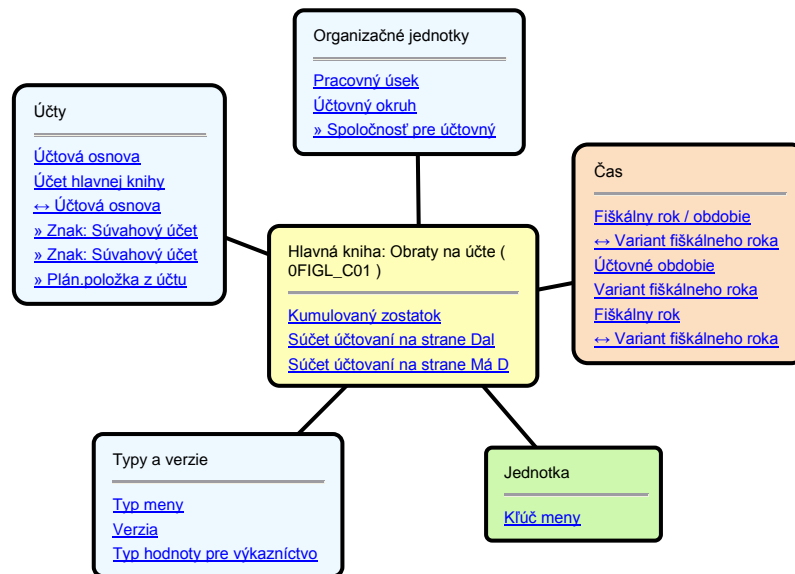 Organizačné jednotky
Pracovný úsek
Účtovný okruh
» Spoločnosť pre účtovný
Účty
Účtová osnova
Účet hlavnej knihy
↔ Účtová osnova
» Znak: Súvahový účet
» Znak: Súvahový účet
» Plán.položka z účtu
Čas
Fiškálny rok / obdobie
↔ Variant fiškálneho roka
Účtovné obdobie
Variant fiškálneho roka
Fiškálny rok
↔ Variant fiškálneho roka
Hlavná kniha: Obraty na účte (
0FIGL_C01 )
Kumulovaný zostatok
Súčet účtovaní na strane Dal
Súčet účtovaní na strane Má D
Typy a verzie
Typ meny
Verzia
Typ hodnoty pre výkazníctvo
Jednotka
Kľúč meny